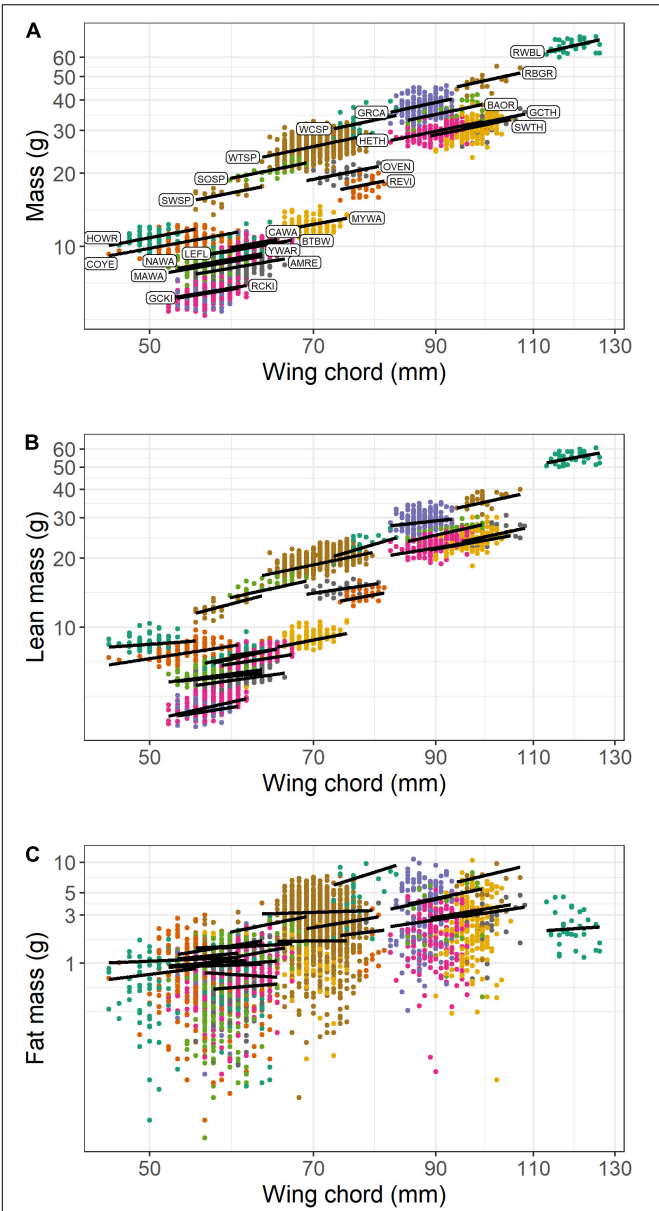 A
60
50
40
30
20
10
Mass (g)
RWBL
RBGR
GRCA
BAOR
WCSP
GCTH
HETH
SWTH
WTSP
OVEN
SOSP
REVI
SWSP
MYWA
HOWR
CAWA
BTBW
LEFL
YWAR
COYE
NAWA
AMRE
MAWA
GCKI
RCKI
50 70 90 110 130
Wing chord (mm)
B
60
50
40
30
20
10
Lean mass (g)
50 70 90 110 130
Wing chord (mm)
C
10
5
3
1
Fat mass (g)
50 70 90 110 130
Wing chord (mm)